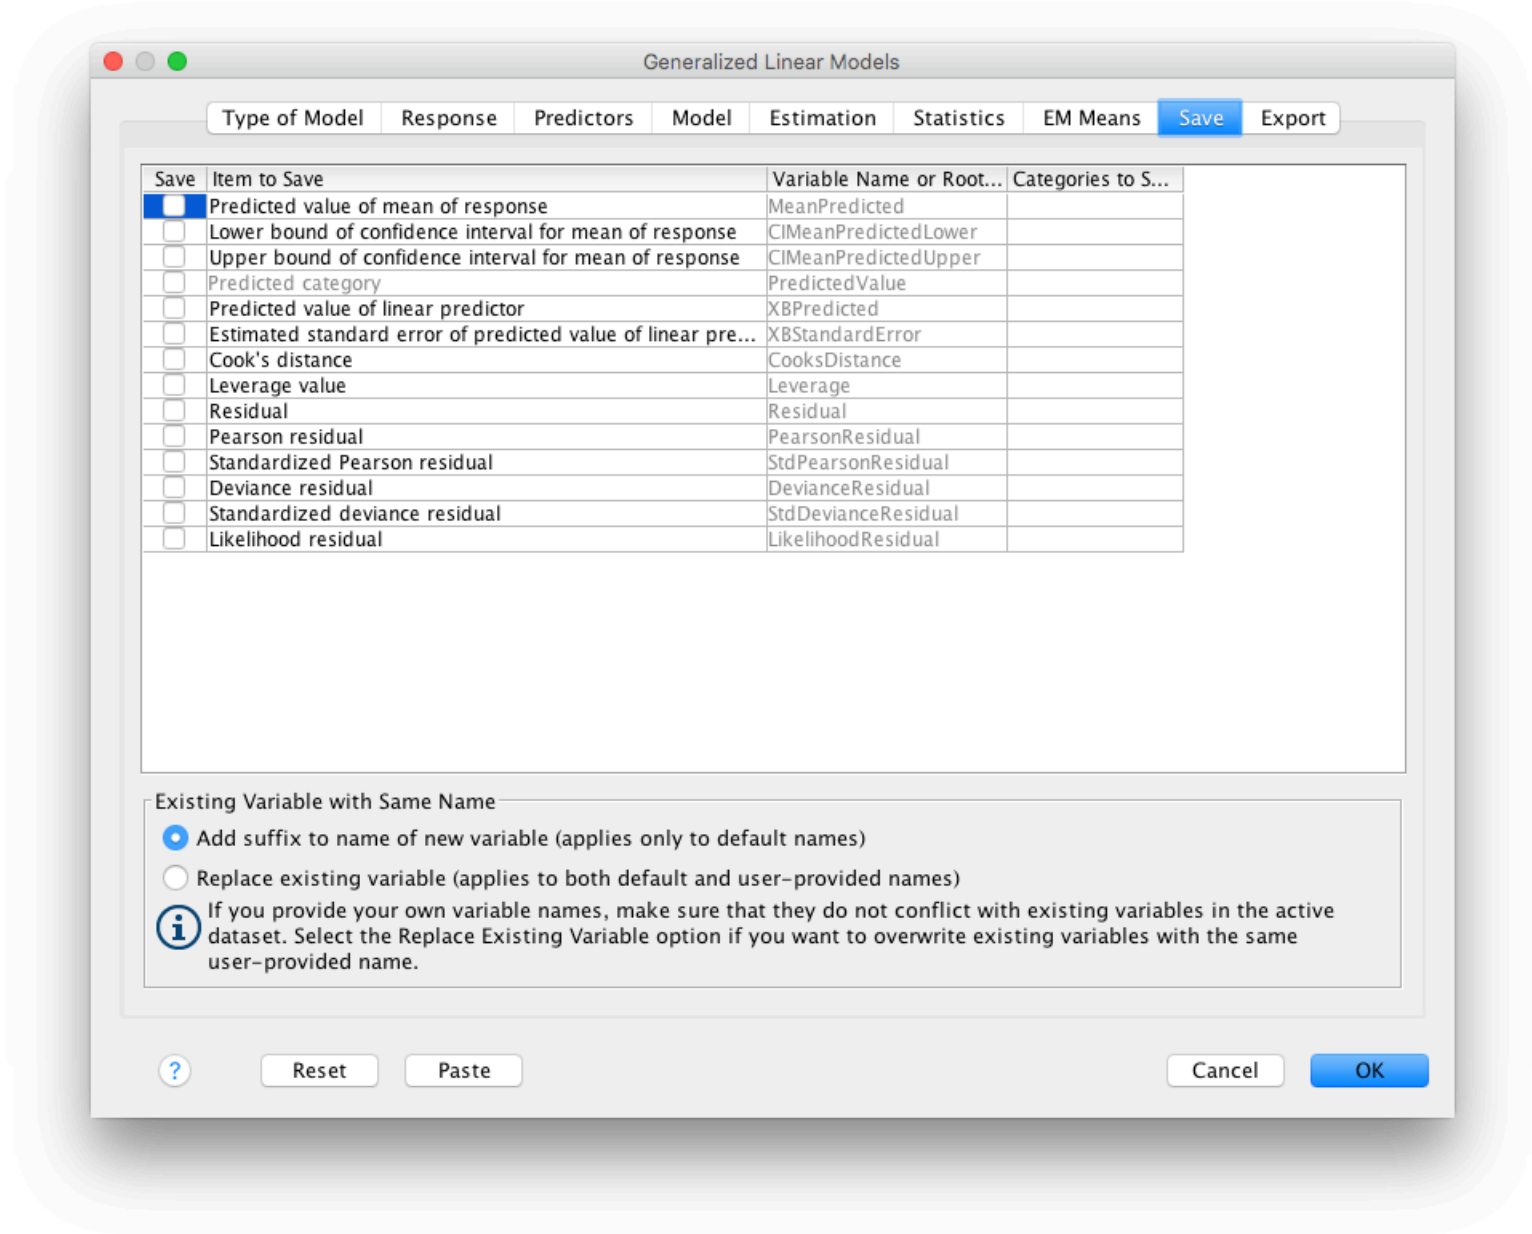 Generalized Linear Models
Type of Model Response Predictors Model Estimation Statistics EM Means Save Export
Save Item to Save Variable Name or Root... Categories to S...
Predicted value of mean of response MeanPredicted
Lower bound of confidence interval for mean of response CIMeanPredictedLower
Upper bound of confidence interval for mean of response CIMeanPredictedUpper
Predicted category PredictedValue
Predicted value of linear predictor XBPredicted
Estimated standard error of predicted value of linear pre... XBStandardError
Cook's distance CooksDistance
Leverage value Leverage
Residual Residual
Pearson residual PearsonResidual
Standardized Pearson residual StdPearsonResidual
Deviance residual DevianceResidual
Standardized deviance residual StdDevianceResidual
Likelihood residual LikelihoodResidual
Existing Variable with Same Name
Add suffix to name of new variable (applies only to default names)
Replace existing variable (applies to both default and user-provided names)
If you provide your own variable names, make sure that they do not conflict with existing variables in the active
dataset. Select the Replace Existing Variable option if you want to overwrite existing variables with the same
user-provided name.
? Reset Paste Cancel OK